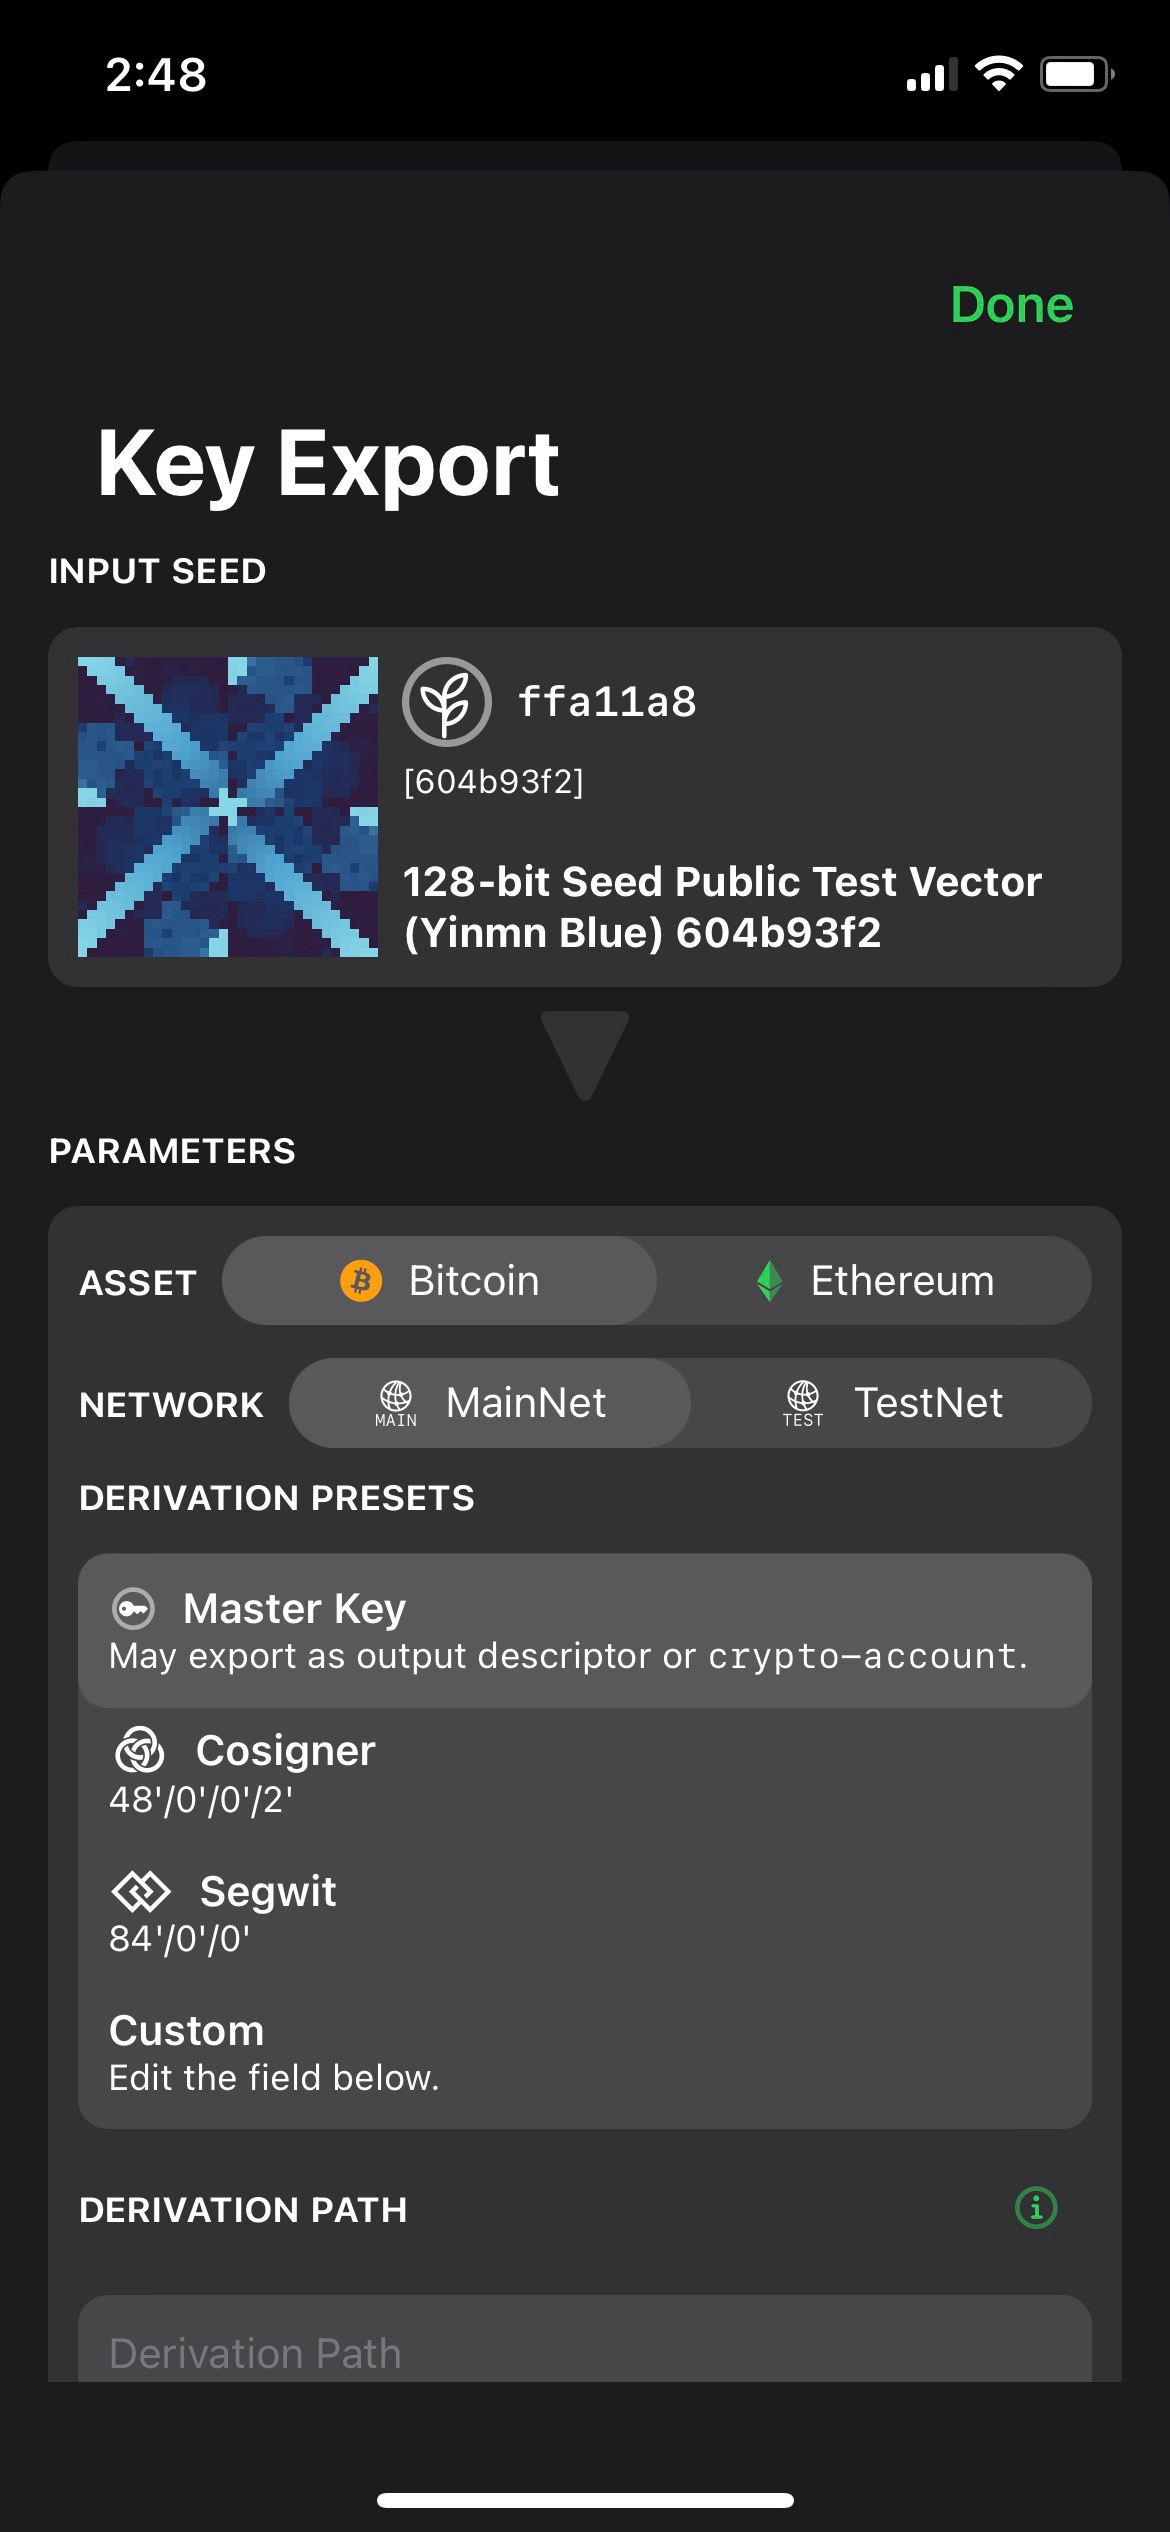 2:48
Done
Key Export
INPUT SEED
ffa11a8
[604b93f2]
128-bit Seed Public Test Vector
(Yinmn Blue) 604b93f2
PARAMETERS
ASSET Bitcoin Ethereum
NETWORK MAIN MainNet TEST TestNet
DERIVATION PRESETS
Master Key
May export as output descriptor or crypto-account.
Cosigner
48'/0'/0'/2'
Segwit
84'/0'/0'
Custom
Edit the field below.
DERIVATION PATH
Derivation Path